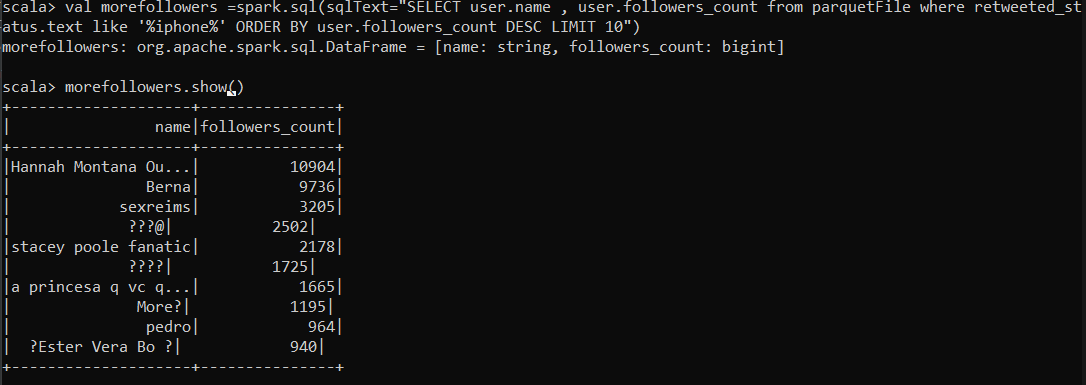 scala> val morefollowers =spark.sql(sqlText="SELECT user.name , user.followers_count from parquetFile where retweeted_st
atus.text like '%iphone%' ORDER BY user.followers_count DESC LIMIT 10")
morefollowers: org.apache.spark.sql.DataFrame = [name: string, followers_count: bigint]
scala> morefollowers.show()
+-------------------+---------------+
|               name|followers_count|
+-------------------+---------------+
|Hannah Montana Ou...|          10904|
|              Berna|           9736|
|           sexreims|           3205|
|            ???@|           2502|
|stacey poole fanatic|           2178|
|            ????|           1725|
|a princesa q vc q...|           1665|
|             More?|           1195|
|              pedro|            964|
|  ?Ester Vera Bo ?|            940|
+-------------------+---------------+